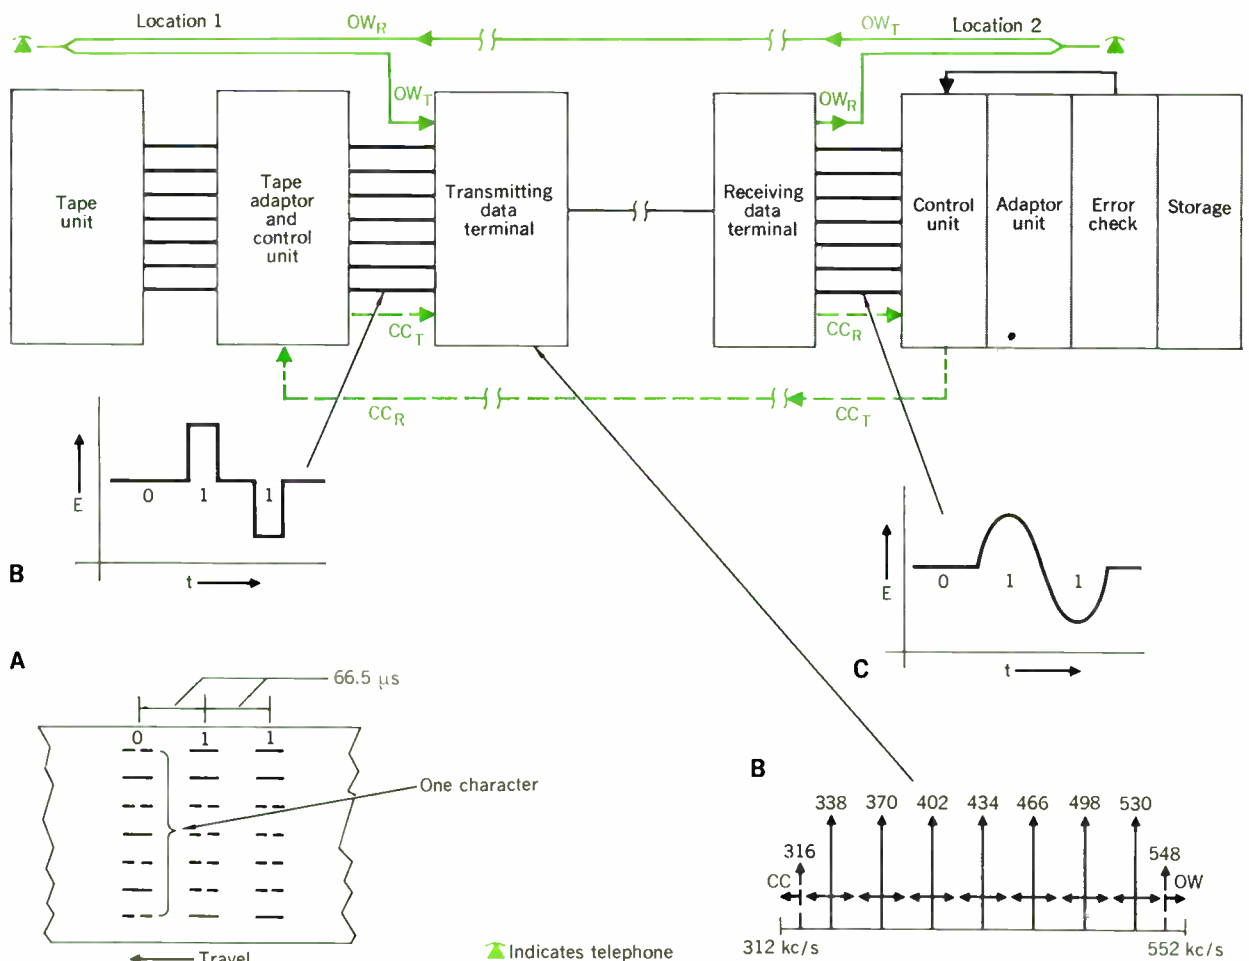 Location 1
OWR
OWT
Location 2
OWT
OWR
Tape
unit
Tape
adaptor
and
control
unit
Transmitting
data
terminal
Receiving
data
terminal
Control
unit
Adaptor
unit
Error
check
Storage
CCT
CCR
CCR
CCT
E
0 1 1
t
B
E
0 1 1
t
C
A
66.5 μs
0 1 1
One character
Travel
Indicates telephone
B
338 370 402 434 466 498 530
316
548
CC
OW
312 kc/s
552 kc/s